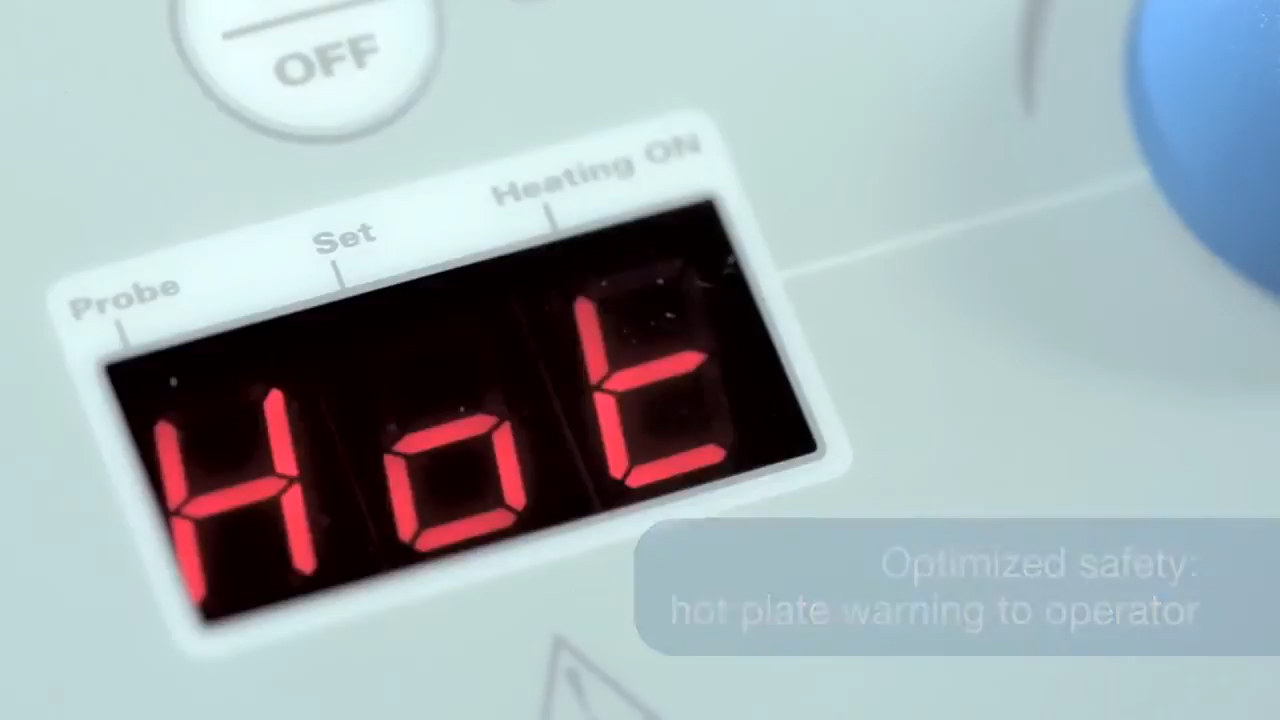 OFF
Probe
Set
Heating ON
Hot
Optimized safety:
hot plate warning to operator